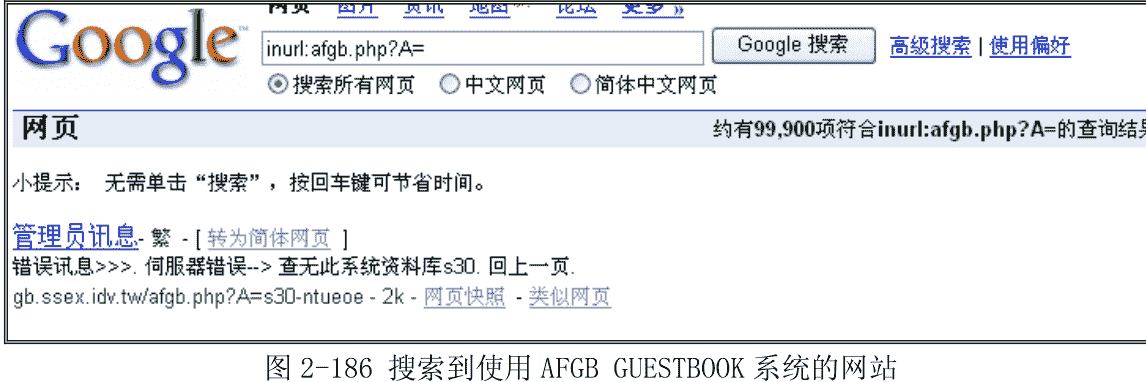 网页 图片 资讯 地图 论坛 更多 »
Google™
inurl:afgb.php?A=
Google 搜索
高级搜索 | 使用偏好
搜索所有网页 中文网页 简体中文网页
网页
约有99,900项符合inurl:afgb.php?A=的查询结果
小提示： 无需单击“搜索”，按回车键可节省时间。
管理员讯息- 繁 - [ 转为简体网页 ]
错误讯息>>>. 伺服器错误--> 查无此系统资料库s30. 回上一页.
gb.ssex.idv.tw/afgb.php?A=s30-ntueoe - 2k - 网页快照 - 类似网页
图 2-186 搜索到使用 AFGB GUESTBOOK 系统的网站